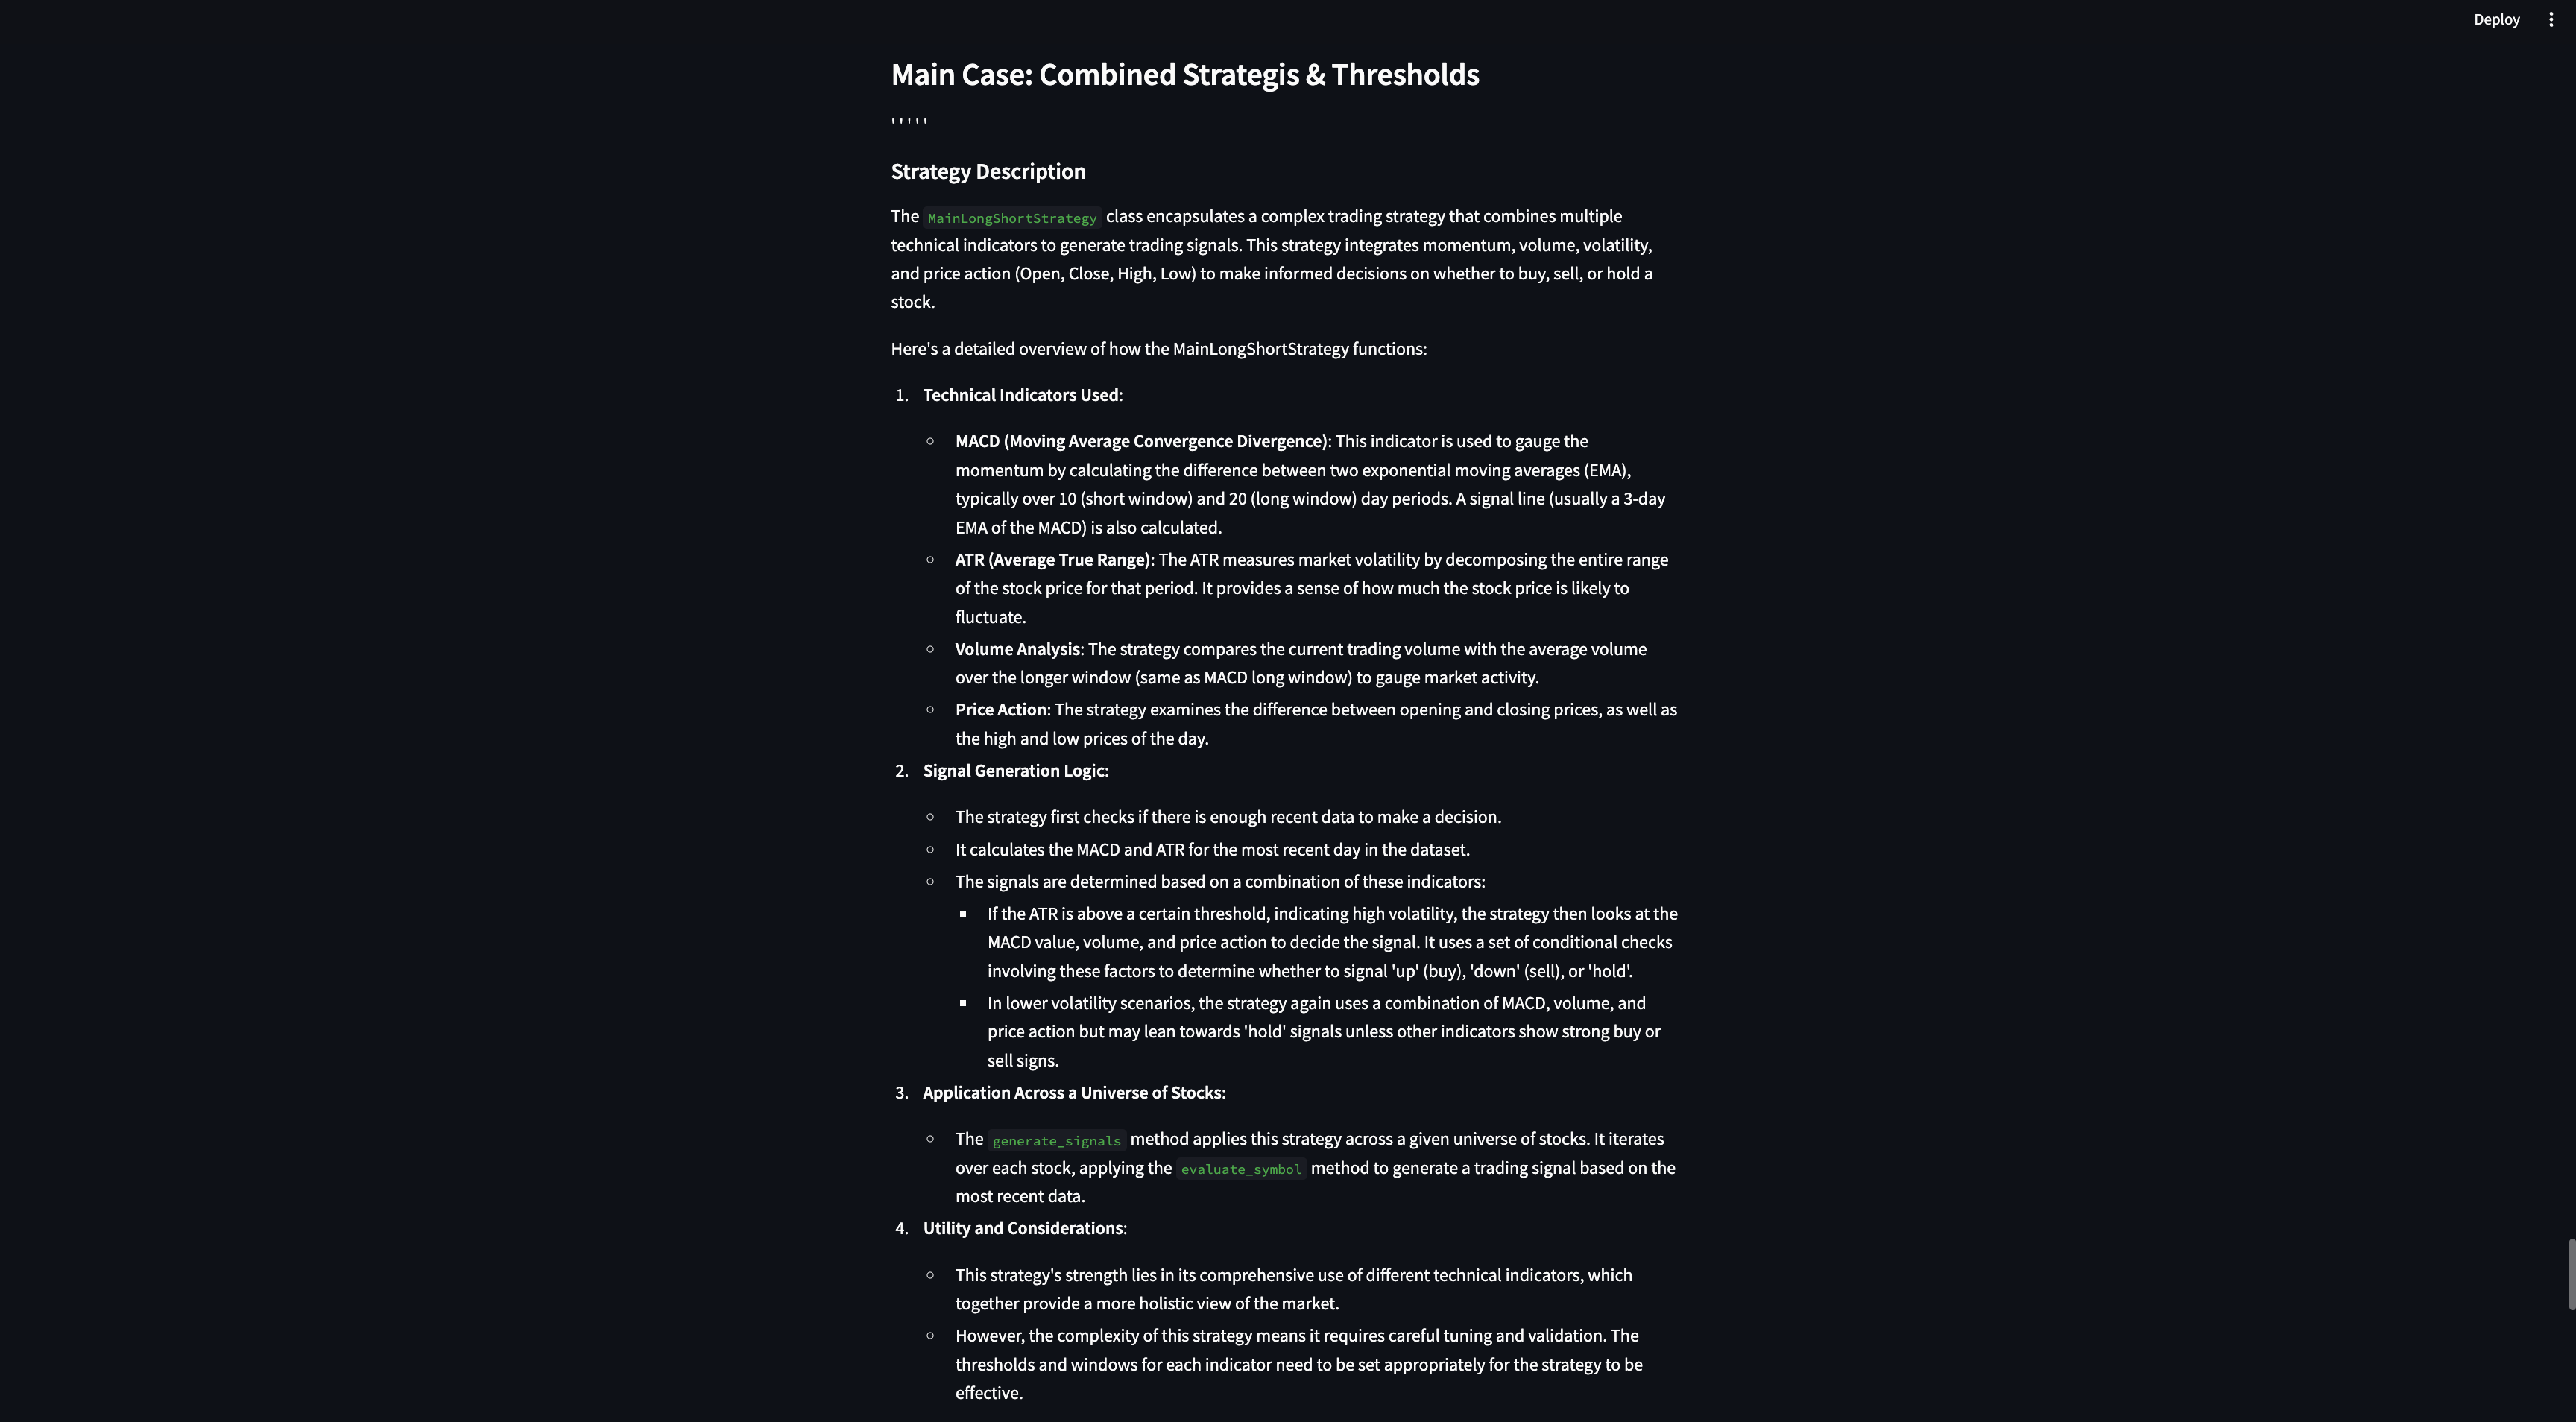 Deploy
Main Case: Combined Strategis & Thresholds
'''''
Strategy Description
The MainLongShortStrategy class encapsulates a complex trading strategy that combines multiple
technical indicators to generate trading signals. This strategy integrates momentum, volume, volatility,
and price action (Open, Close, High, Low) to make informed decisions on whether to buy, sell, or hold a
stock.
Here's a detailed overview of how the MainLongShortStrategy functions:
1. Technical Indicators Used:
MACD (Moving Average Convergence Divergence): This indicator is used to gauge the
momentum by calculating the difference between two exponential moving averages (EMA),
typically over 10 (short window) and 20 (long window) day periods. A signal line (usually a 3-day
EMA of the MACD) is also calculated.
ATR (Average True Range): The ATR measures market volatility by decomposing the entire range
of the stock price for that period. It provides a sense of how much the stock price is likely to
fluctuate.
Volume Analysis: The strategy compares the current trading volume with the average volume
over the longer window (same as MACD long window) to gauge market activity.
Price Action: The strategy examines the difference between opening and closing prices, as well as
the high and low prices of the day.
2. Signal Generation Logic:
The strategy first checks if there is enough recent data to make a decision.
It calculates the MACD and ATR for the most recent day in the dataset.
The signals are determined based on a combination of these indicators:
If the ATR is above a certain threshold, indicating high volatility, the strategy then looks at the
MACD value, volume, and price action to decide the signal. It uses a set of conditional checks
involving these factors to determine whether to signal 'up' (buy), 'down' (sell), or 'hold'.
In lower volatility scenarios, the strategy again uses a combination of MACD, volume, and
price action but may lean towards 'hold' signals unless other indicators show strong buy or
sell signs.
3. Application Across a Universe of Stocks:
The generate_signals method applies this strategy across a given universe of stocks. It iterates
over each stock, applying the evaluate_symbol method to generate a trading signal based on the
most recent data.
4. Utility and Considerations:
This strategy's strength lies in its comprehensive use of different technical indicators, which
together provide a more holistic view of the market.
However, the complexity of this strategy means it requires careful tuning and validation. The
thresholds and windows for each indicator need to be set appropriately for the strategy to be
effective.